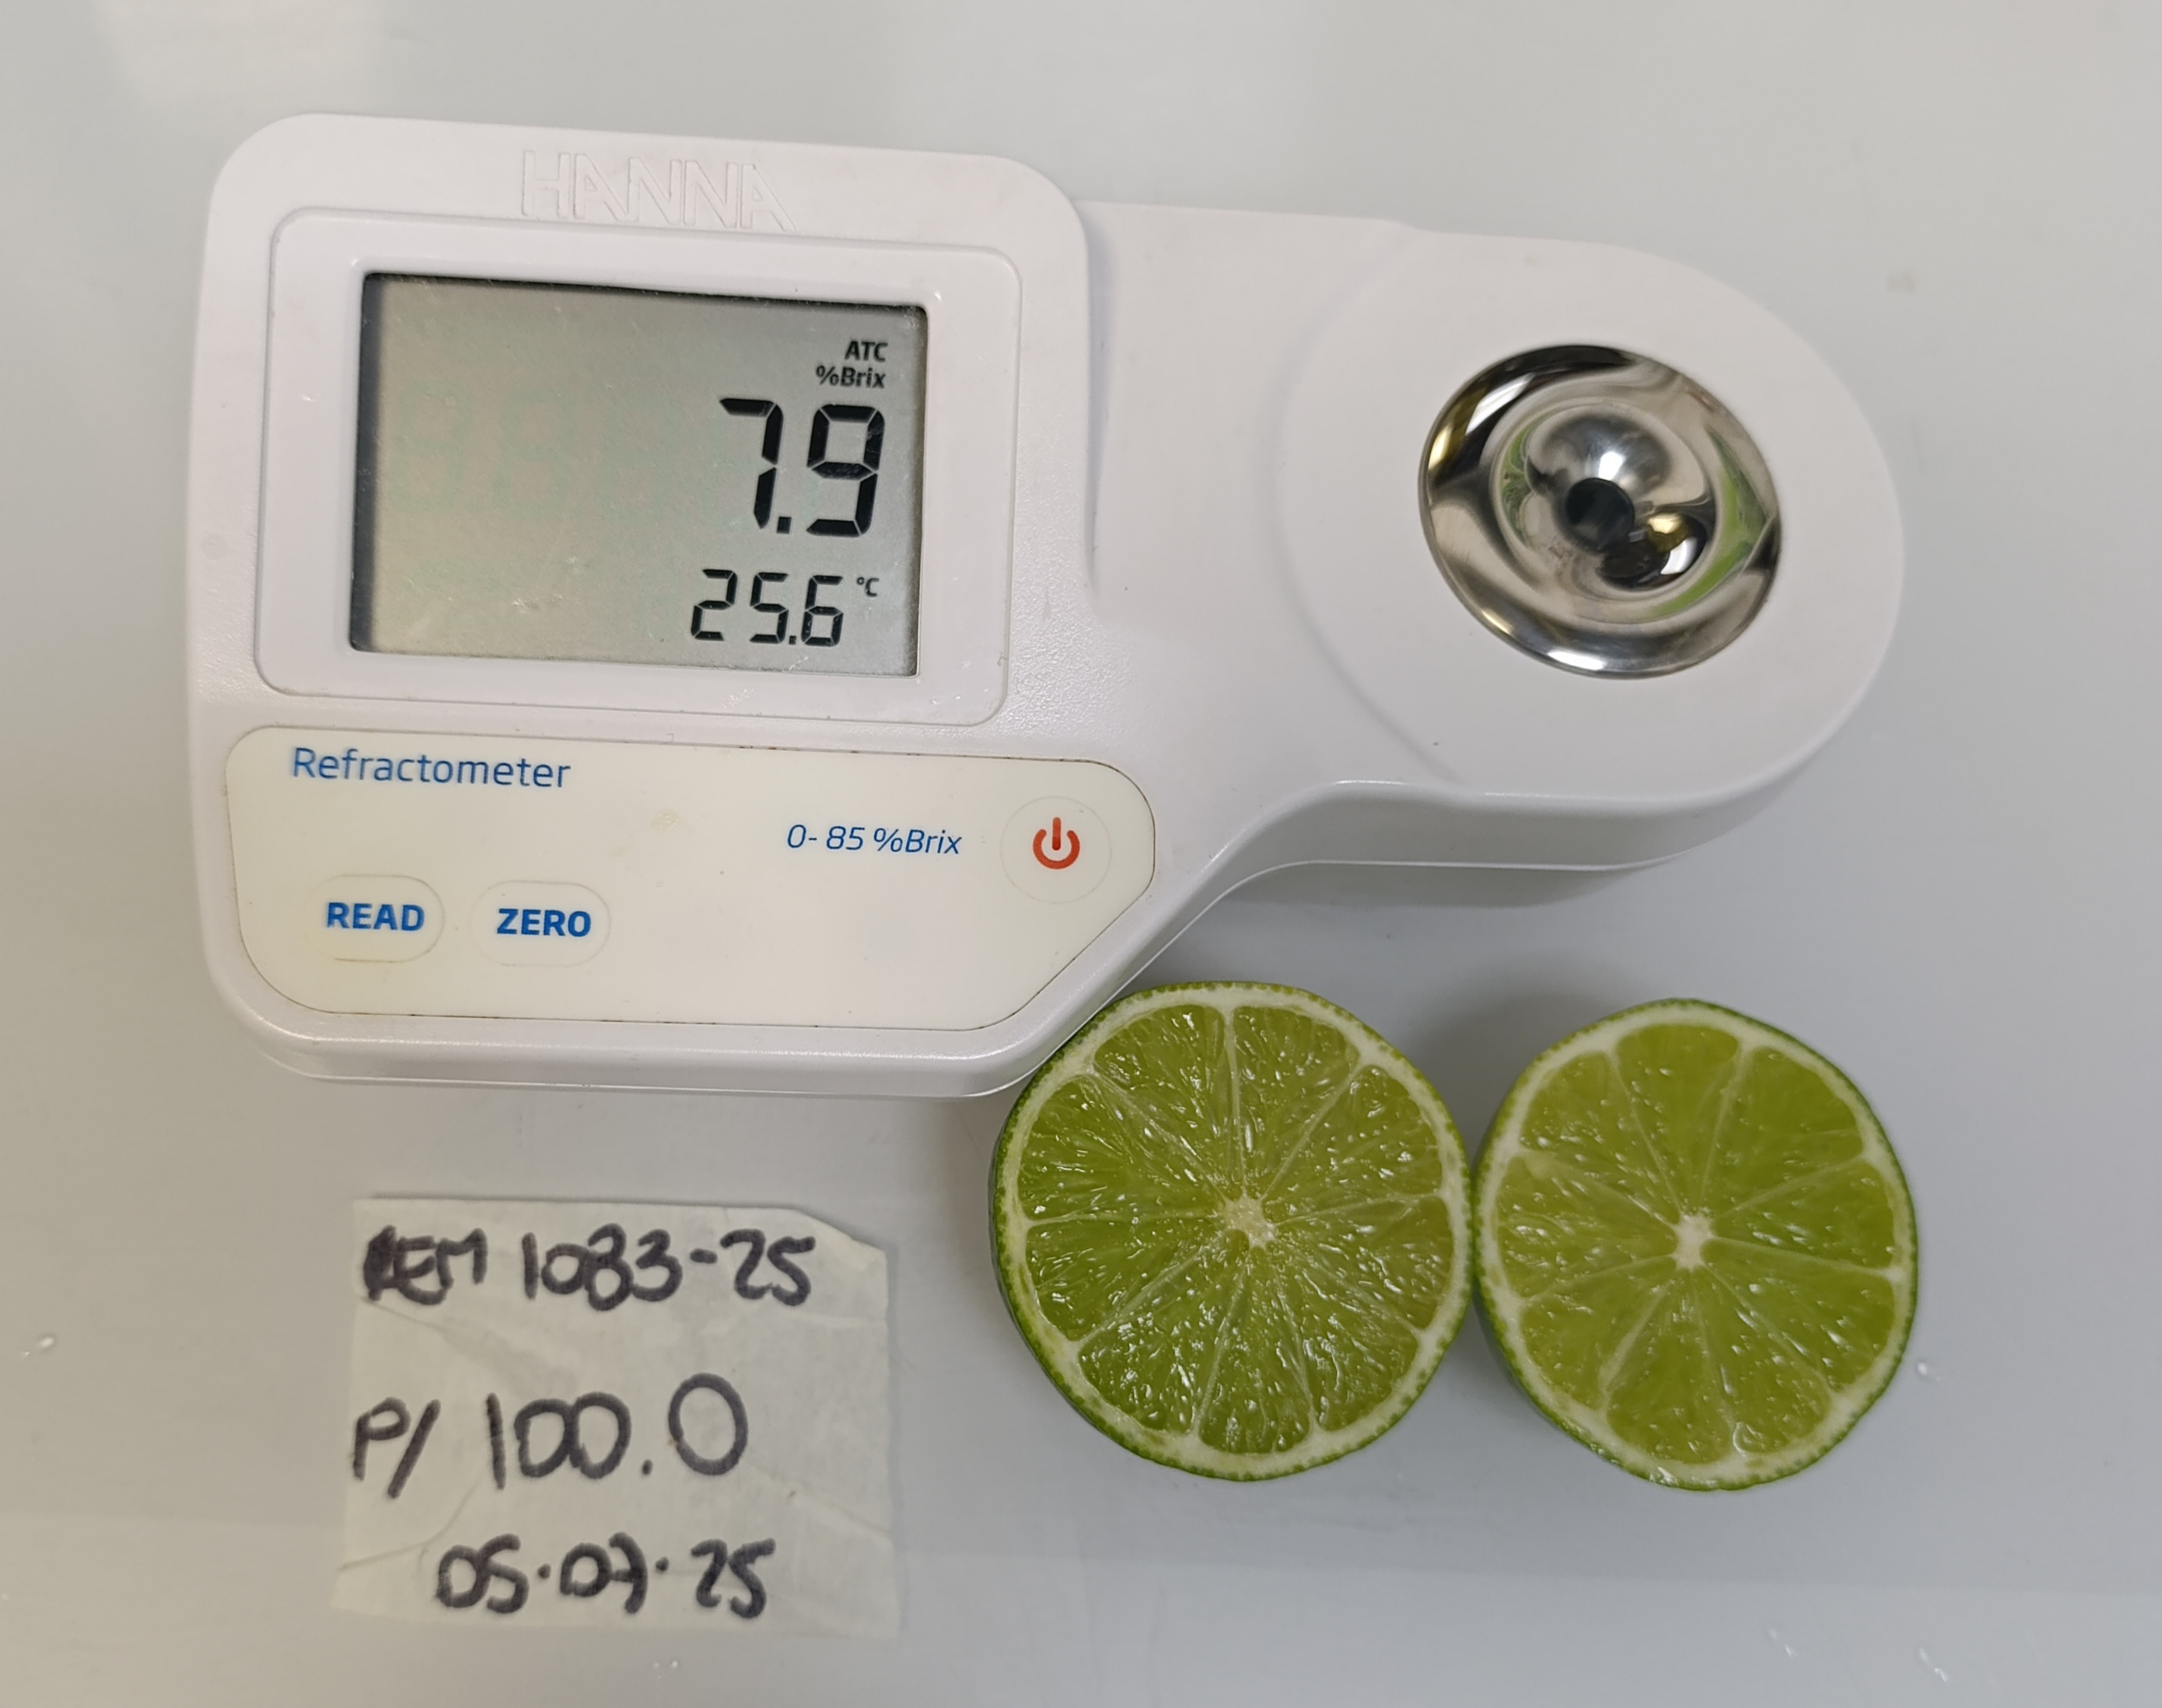 HANNA
ATC
%Brix
7.9
25.6 °C
Refractometer
0-85 %Brix
READ
ZERO
1083-25
P/ 100.0
05.07.25